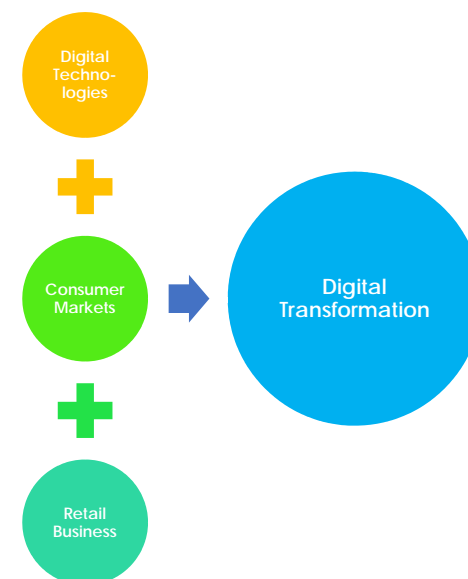 Digital
Techno-
logies
Consumer
Markets
Digital
Transformation
Retail
Business